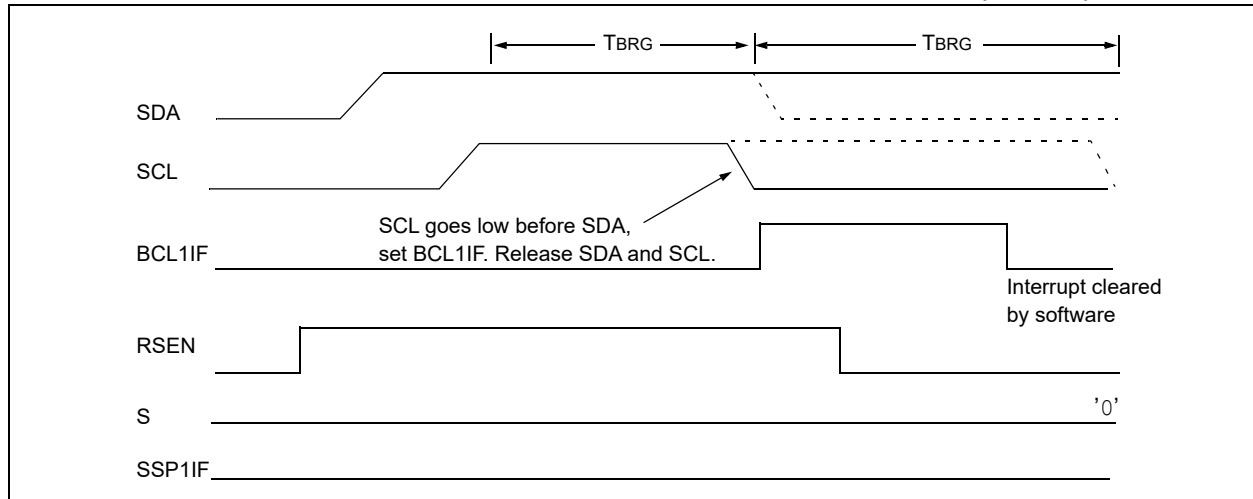 TBRG TBRG
SDA
SCL
SCL goes low before SDA,
set BCL1IF. Release SDA and SCL.
BCL1IF
Interrupt cleared
by software
RSEN
S '0'
SSP1IF